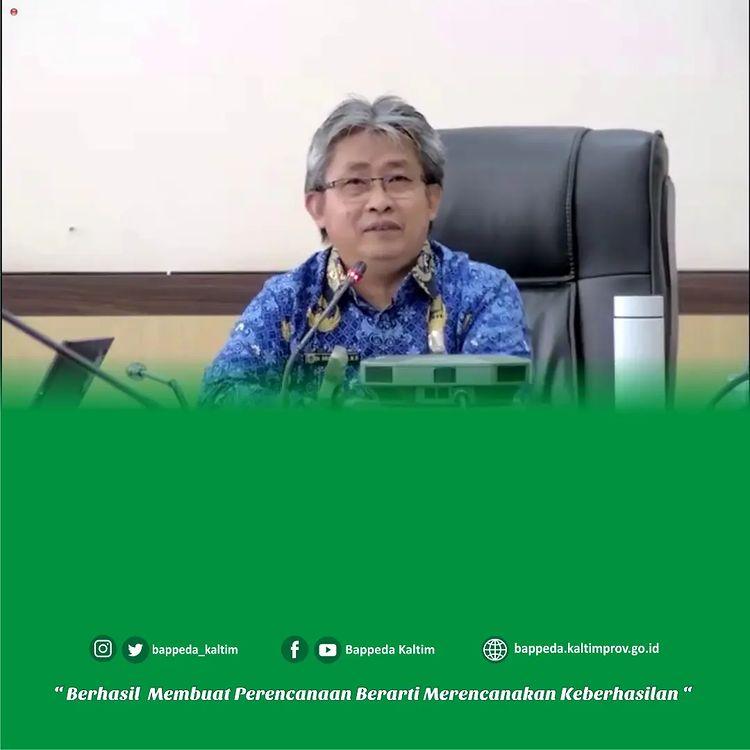 bappeda_kaltim
Bappeda Kaltim
bappeda.kaltimprov.go.id
“ Berhasil Membuat Perencanaan Berarti Merencanakan Keberhasilan “